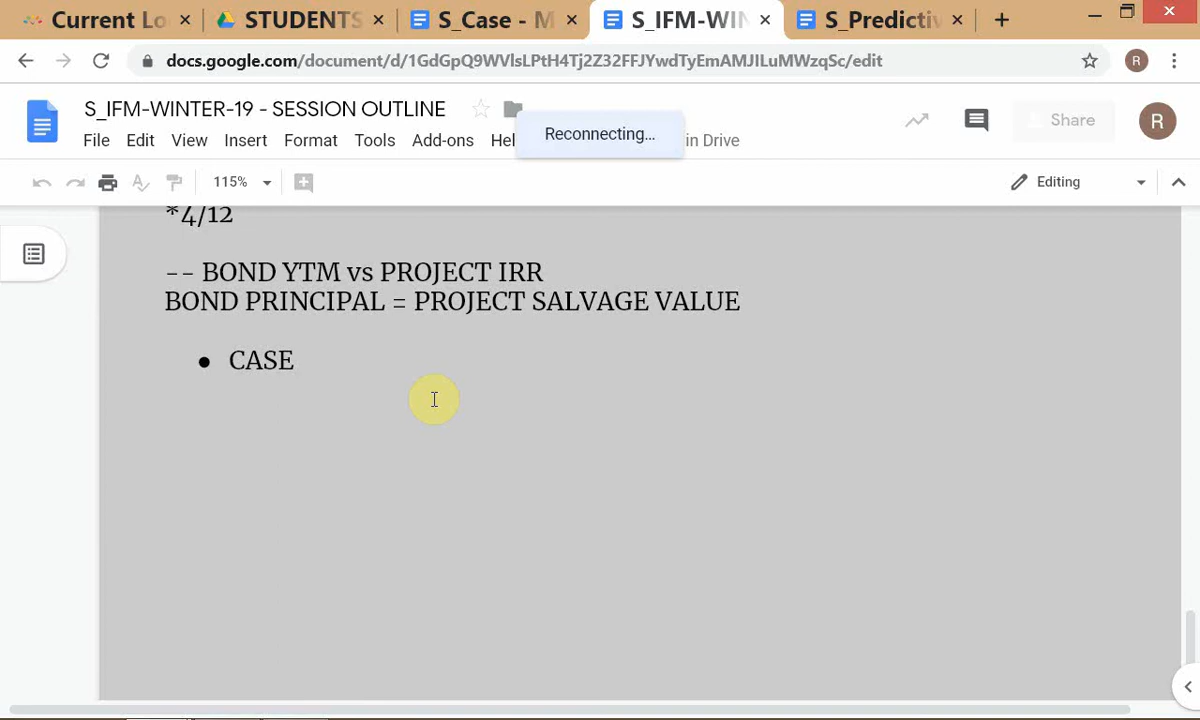 Current Lo
STUDENTS
S_Case - M
S_IFM-WIN
S_Predictiv
docs.google.com/document/d/1GdGpQ9WVlsLPtH4Tj2Z32FFJYwdTyEmAMJILuMWzqSc/edit
R
S_IFM-WINTER-19 - SESSION OUTLINE
Reconnecting...
File Edit View Insert Format Tools Add-ons Hel in Drive
Share
R
115%
Editing
*4/12
-- BOND YTM vs PROJECT IRR
BOND PRINCIPAL = PROJECT SALVAGE VALUE
● CASE